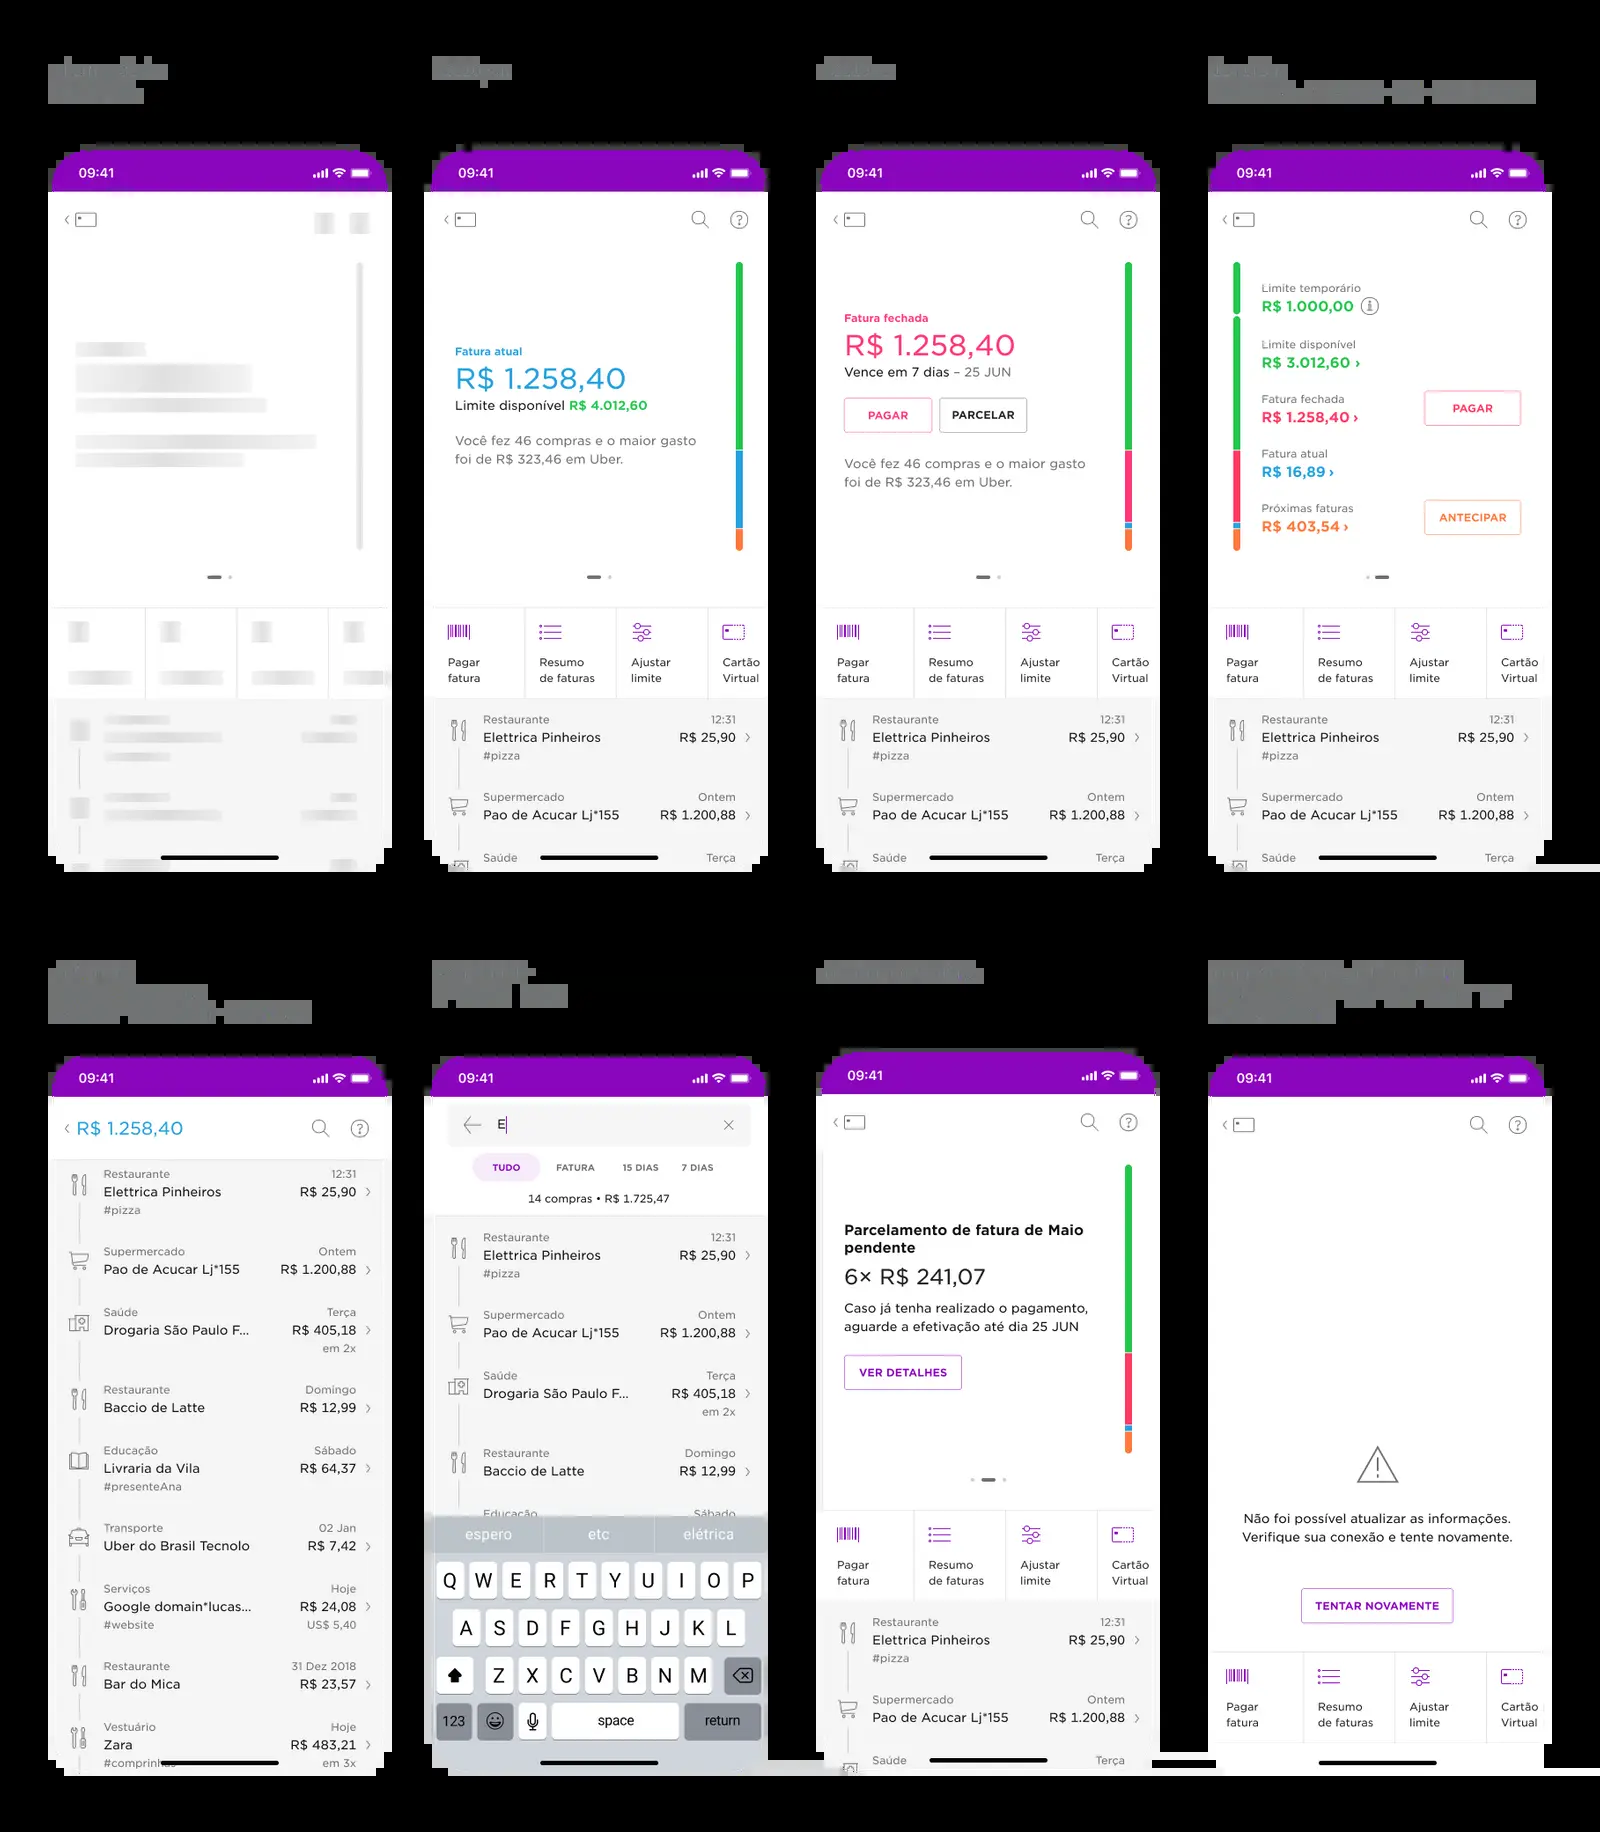 09:41
09:41
Fatura atual
R$ 1.258,40
Limite disponível R$ 4.012,60
Você fez 46 compras e o maior gasto
foi de R$ 323,46 em Uber.
Pagar fatura
Resumo de faturas
Ajustar limite
Cartão Virtual
Restaurante 12:31
Elettrica Pinheiros R$ 25,90
#pizza
Supermercado Ontem
Pao de Acucar Lj*155 R$ 1.200,88
Saúde Terça
09:41
Fatura fechada
R$ 1.258,40
Vence em 7 dias – 25 JUN
PAGAR PARCELAR
Você fez 46 compras e o maior gasto
foi de R$ 323,46 em Uber.
Pagar fatura
Resumo de faturas
Ajustar limite
Cartão Virtual
Restaurante 12:31
Elettrica Pinheiros R$ 25,90
#pizza
Supermercado Ontem
Pao de Acucar Lj*155 R$ 1.200,88
Saúde Terça
09:41
Limite temporário
R$ 1.000,00
Limite disponível
R$ 3.012,60 ›
Fatura fechada
R$ 1.258,40 › PAGAR
Fatura atual
R$ 16,89 ›
Próximas faturas
R$ 403,54 › ANTECIPAR
Pagar fatura
Resumo de faturas
Ajustar limite
Cartão Virtual
Restaurante 12:31
Elettrica Pinheiros R$ 25,90
#pizza
Supermercado Ontem
Pao de Acucar Lj*155 R$ 1.200,88
Saúde Terça
09:41
R$ 1.258,40
Restaurante 12:31
Elettrica Pinheiros R$ 25,90
#pizza
Supermercado Ontem
Pao de Acucar Lj*155 R$ 1.200,88
Saúde Terça
Drogaria São Paulo F... R$ 405,18
em 2x
Restaurante Domingo
Baccio de Latte R$ 12,99
Educação Sábado
Livraria da Vila R$ 64,37
#presenteAna
Transporte 02 Jan
Uber do Brasil Tecnolo R$ 7,42
Serviços Hoje
Google domain*lucas... R$ 24,08
#website US$ 5,40
Restaurante 31 Dez 2018
Bar do Mica R$ 23,57
Vestuário Hoje
Zara R$ 483,21
#comprinhas em 3x
09:41
E
TUDO FATURA 15 DIAS 7 DIAS
14 compras • R$ 1.725,47
Restaurante 12:31
Elettrica Pinheiros R$ 25,90
#pizza
Supermercado Ontem
Pao de Acucar Lj*155 R$ 1.200,88
Saúde Terça
Drogaria São Paulo F... R$ 405,18
em 2x
Restaurante Domingo
Baccio de Latte R$ 12,99
Educação Sábado
espero etc elétrica
Q W E R T Y U I O P
A S D F G H J K L
Z X C V B N M
123 space return
09:41
Parcelamento de fatura de Maio
pendente
6× R$ 241,07
Caso já tenha realizado o pagamento,
aguarde a efetivação até dia 25 JUN
VER DETALHES
Pagar fatura
Resumo de faturas
Ajustar limite
Cartão Virtual
Restaurante 12:31
Elettrica Pinheiros R$ 25,90
#pizza
Supermercado Ontem
Pao de Acucar Lj*155 R$ 1.200,88
Saúde Terça
09:41
Não foi possível atualizar as informações.
Verifique sua conexão e tente novamente.
TENTAR NOVAMENTE
Pagar fatura
Resumo de faturas
Ajustar limite
Cartão Virtual